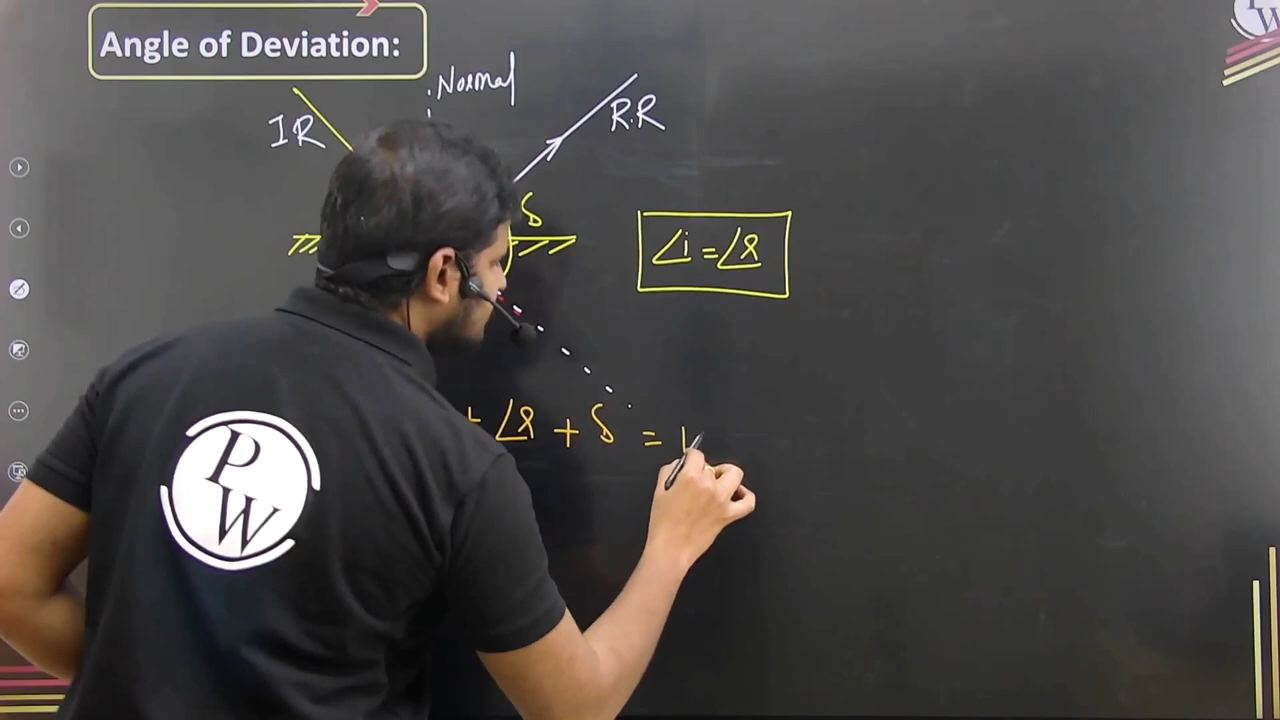 Angle of Deviation:
Normal
IR
R.R
δ
∠i = ∠r
+ ∠r + δ = 1
P
W
W